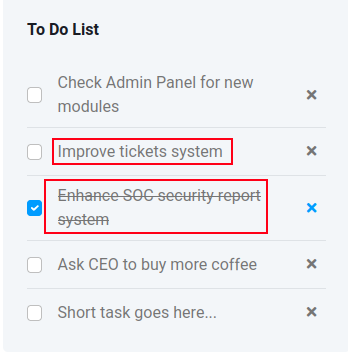 To Do List
Check Admin Panel for new
modules
Improve tickets system
Enhance SOC security report
system
Ask CEO to buy more coffee
Short task goes here...